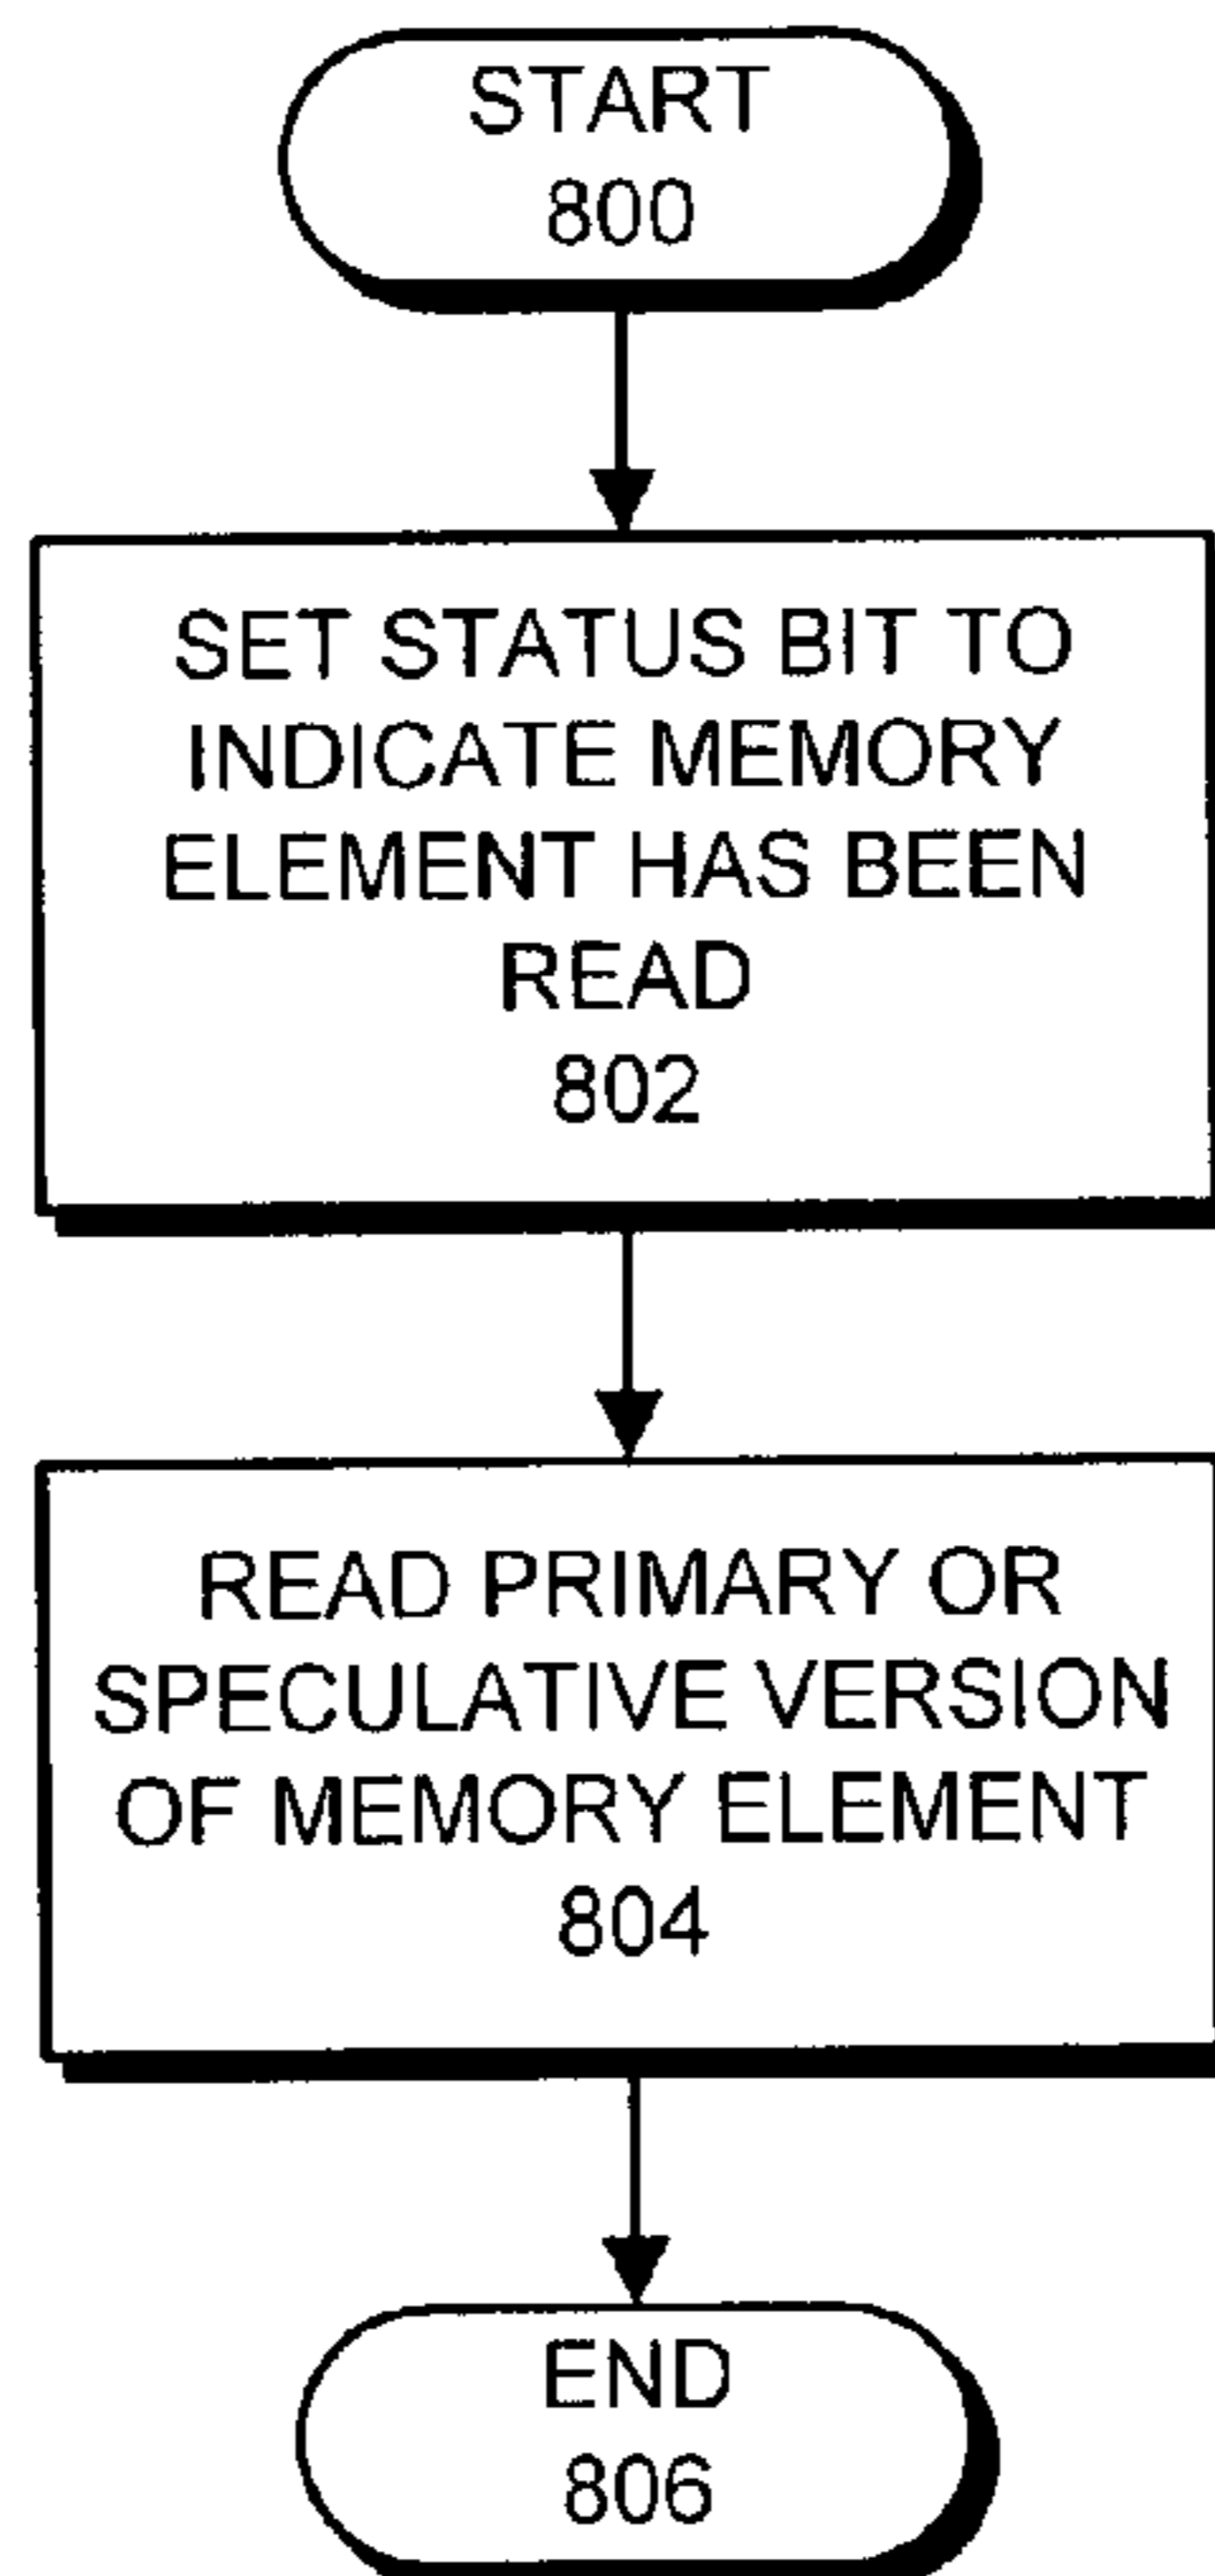 START
800
SET STATUS BIT TO
INDICATE MEMORY
ELEMENT HAS BEEN
READ
802
READ PRIMARY OR
SPECULATIVE VERSION
OF MEMORY ELEMENT
804
END
806